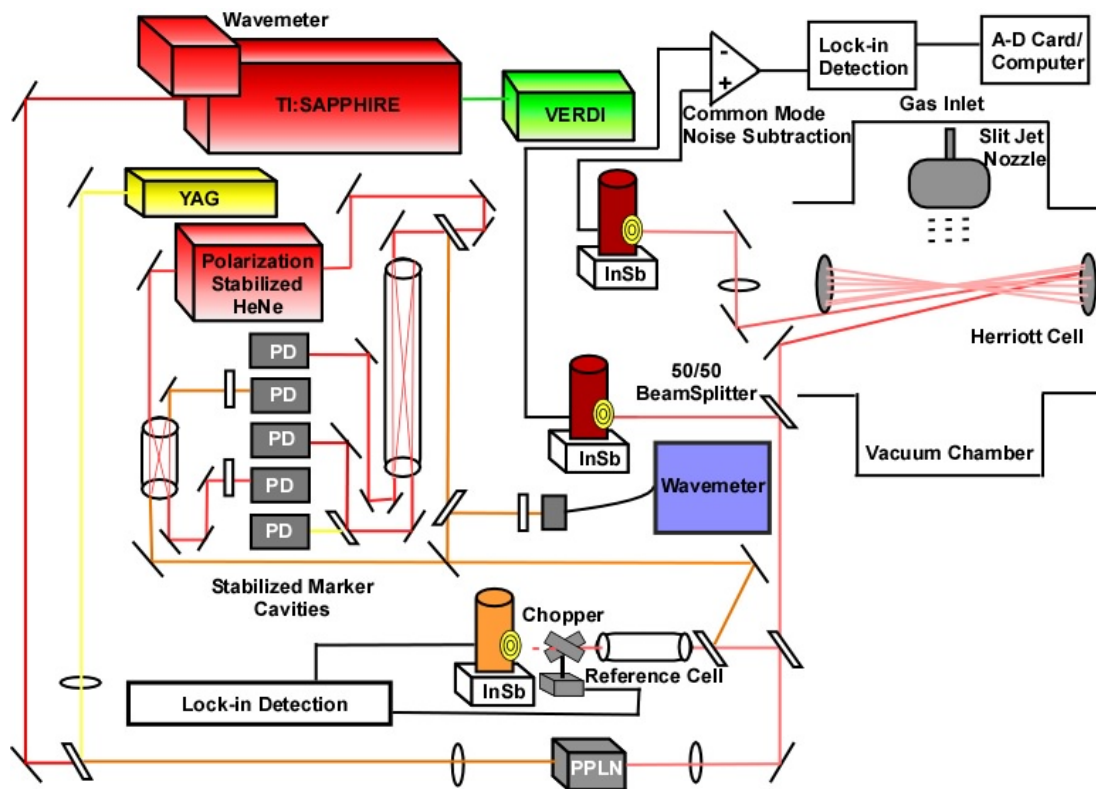 Wavemeter
TI:SAPPHIRE
VERDI
-
+
Common Mode
Noise Subtraction
Lock-in
Detection
A-D Card/
Computer
Gas Inlet
Slit Jet
Nozzle
YAG
Polarization
Stabilized
HeNe
InSb
Herriott Cell
PD
PD
PD
PD
PD
50/50
BeamSplitter
InSb
Vacuum Chamber
Wavemeter
Stabilized Marker
Cavities
Chopper
Reference Cell
InSb
Lock-in Detection
PPLN